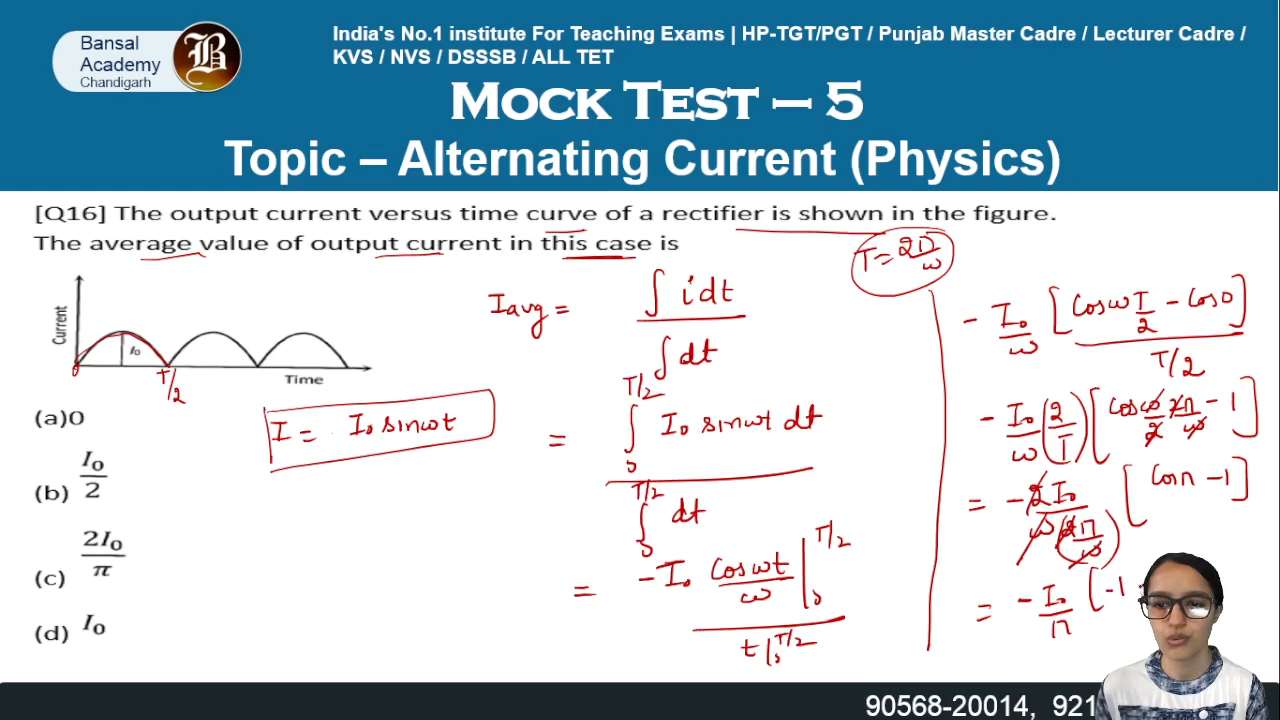 Bansal
Academy
Chandigarh
B
India's No.1 institute For Teaching Exams | HP-TGT/PGT / Punjab Master Cadre / Lecturer Cadre /
KVS / NVS / DSSSB / ALL TET
MOCK TEST – 5
Topic – Alternating Current (Physics)
[Q16] The output current versus time curve of a rectifier is shown in the figure.
The average value of output current in this case is
Current
I₀
Time
0
T/2
(a)0
(b) I₀/2
(c) 2I₀/π
(d) I₀
I = I₀ sinωt
T = 2π/ω
Iavg = ∫ i dt / ∫ dt
= ∫₀^T/2 I₀ sinωt dt / ∫₀^T/2 dt
= -I₀ cosωt/ω |₀^T/2 / t|₀^T/2
- I₀/ω [cosω T/2 - cos0] / T/2
- I₀/ω (2/T) [cos ω/2 2π/ω - 1]
= - 2I₀/ω(2π/ω) [cosπ - 1]
= - I₀/π [-1 -
90568-20014, 921